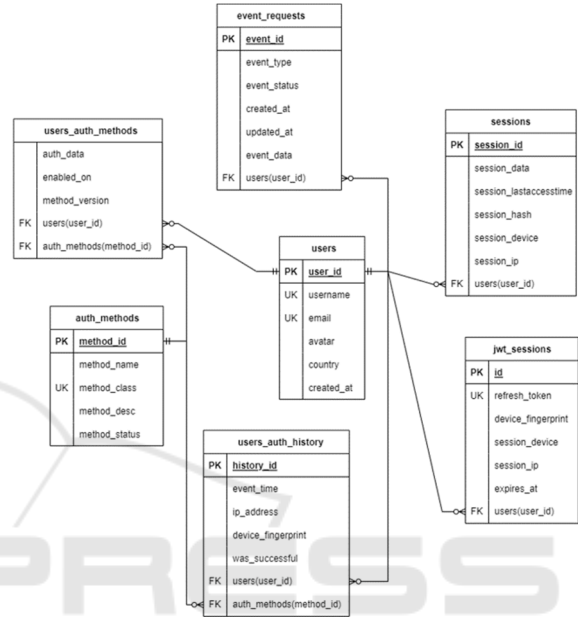 event_requests
PK event_id
event_type
event_status
created_at
updated_at
event_data
FK users(user_id)
users_auth_methods
auth_data
enabled_on
method_version
FK users(user_id)
FK auth_methods(method_id)
sessions
PK session_id
session_data
session_lastaccesstime
session_hash
session_device
session_ip
FK users(user_id)
users
PK user_id
UK username
UK email
avatar
country
created_at
auth_methods
PK method_id
method_name
UK method_class
method_desc
method_status
jwt_sessions
PK id
UK refresh_token
device_fingerprint
session_device
session_ip
expires_at
FK users(user_id)
users_auth_history
PK history_id
event_time
ip_address
device_fingerprint
was_successful
FK users(user_id)
FK auth_methods(method_id)
PRESS